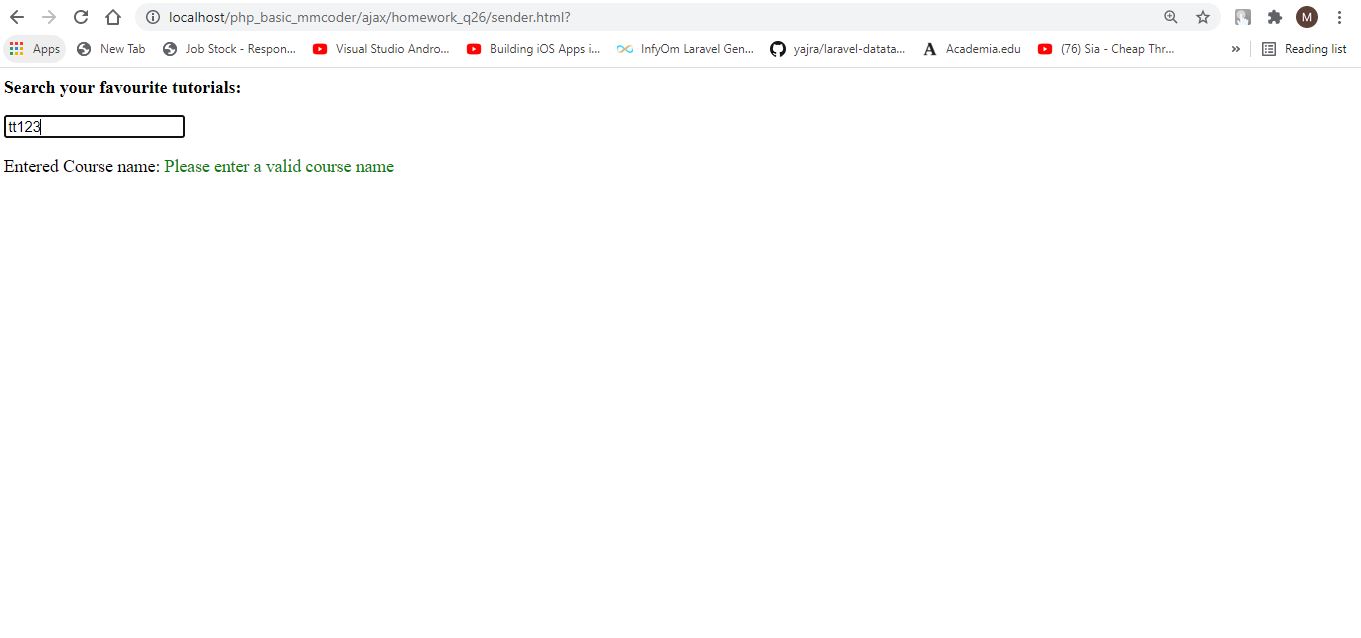 localhost/php_basic_mmcoder/ajax/homework_q26/sender.html?
M
Apps New Tab Job Stock - Respon... Visual Studio Andro... Building iOS Apps i... InfyOm Laravel Gen... yajra/laravel-datata... A Academia.edu (76) Sia - Cheap Thr... » Reading list
Search your favourite tutorials:
tt123
Entered Course name: Please enter a valid course name